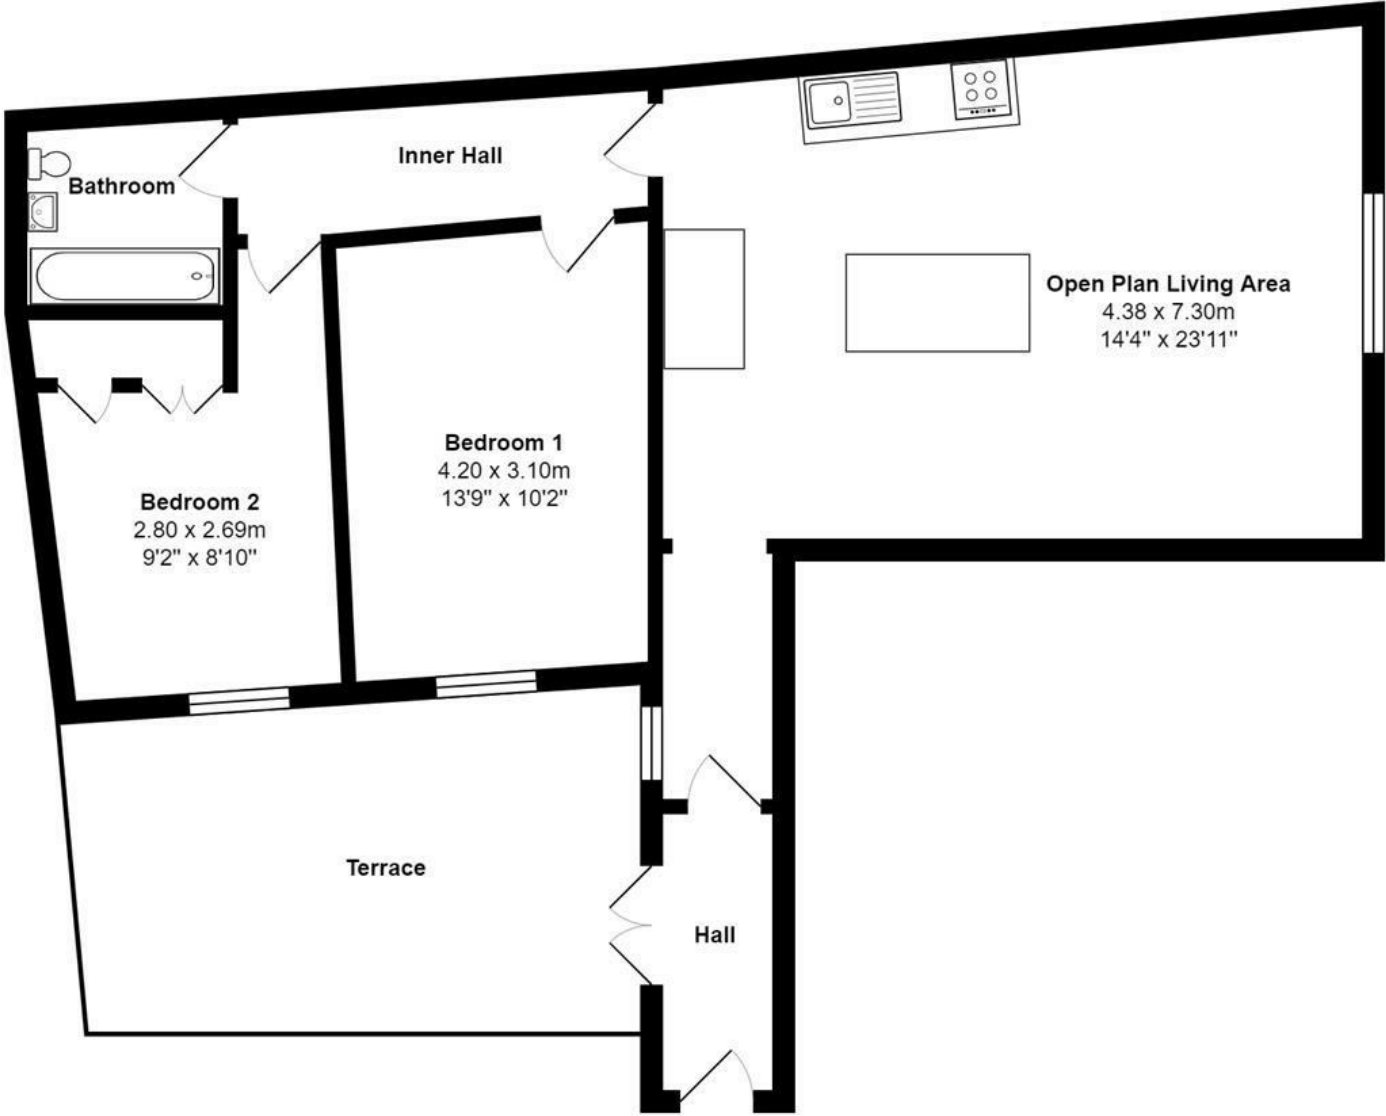 Inner Hall
Bathroom
Open Plan Living Area
4.38 x 7.30m
14'4" x 23'11"
Bedroom 1
4.20 x 3.10m
13'9" x 10'2"
Bedroom 2
2.80 x 2.69m
9'2" x 8'10"
Terrace
Hall